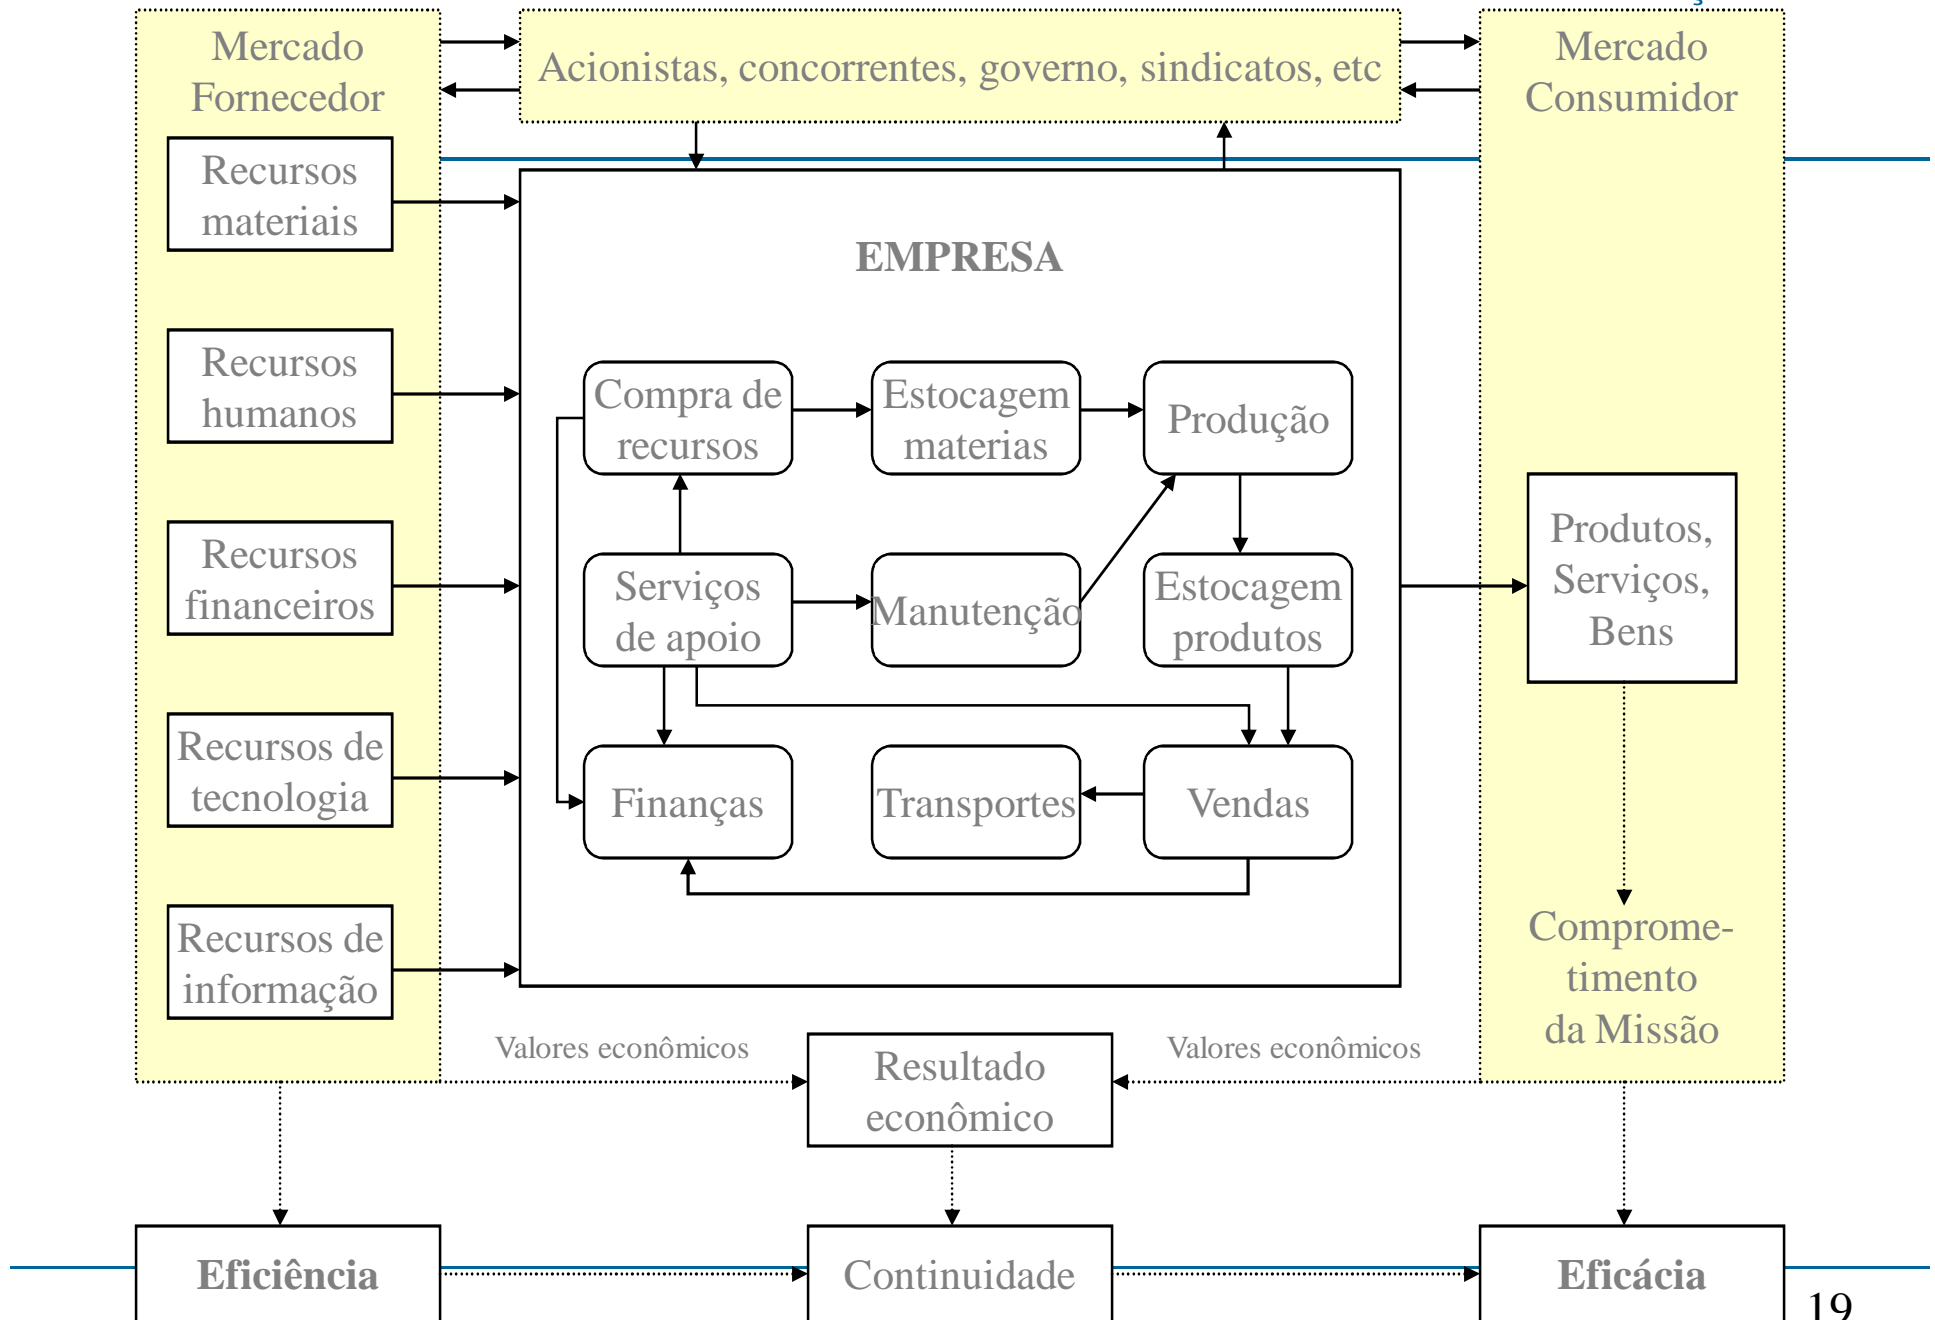 Mercado
Fornecedor
Acionistas, concorrentes, governo, sindicatos, etc
Mercado
Consumidor
Recursos
materiais
Recursos
humanos
Recursos
financeiros
Recursos de
tecnologia
Recursos de
informação
EMPRESA
Compra de
recursos
Estocagem
materias
Produção
Serviços
de apoio
Manutenção
Estocagem
produtos
Finanças
Transportes
Vendas
Produtos,
Serviços,
Bens
Comprome-
timento
da Missão
Valores econômicos
Resultado
econômico
Valores econômicos
Eficiência
Continuidade
Eficácia
19